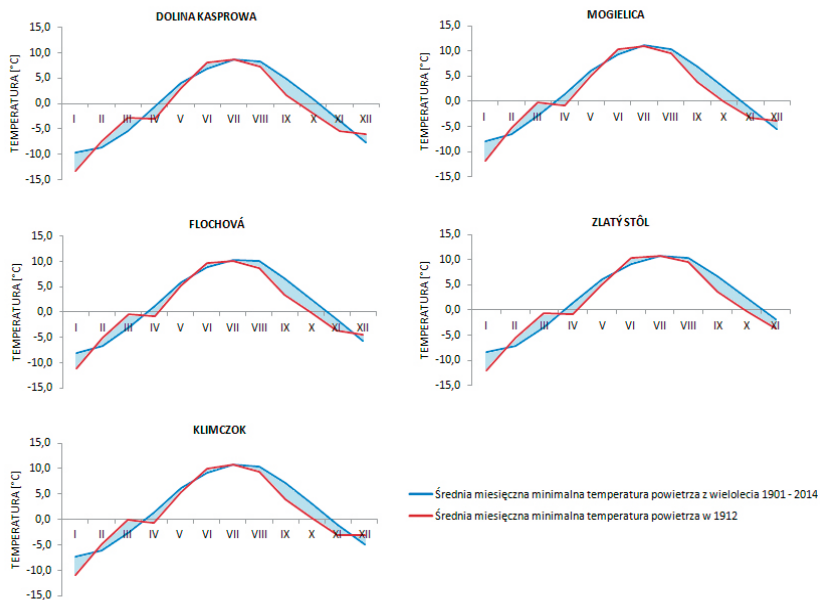 DOLINA KASPROWA
TEMPERATURA [°C]
15,0
10,0
5,0
0,0
-5,0
-10,0
-15,0
I II III IV V VI VII VIII IX X XI XII
MOGIELICA
TEMPERATURA [°C]
15,0
10,0
5,0
0,0
-5,0
-10,0
-15,0
I II III IV V VI VII VIII IX X XI XII
FLOCHOVÁ
TEMPERATURA [°C]
15,0
10,0
5,0
0,0
-5,0
-10,0
-15,0
I II III IV V VI VII VIII IX X XI XII
ZLATÝ STÔL
TEMPERATURA [°C]
15,0
10,0
5,0
0,0
-5,0
-10,0
-15,0
I II III IV V VI VII VIII IX X XI
KLIMCZOK
TEMPERATURA [°C]
15,0
10,0
5,0
0,0
-5,0
-10,0
-15,0
I II III IV V VI VII VIII IX X XI XII
Średnia miesięczna minimalna temperatura powietrza z wielolecia 1901 - 2014
Średnia miesięczna minimalna temperatura powietrza w 1912